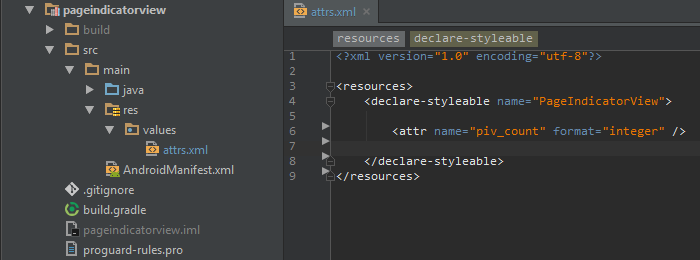 pageindicatorview
build
src
main
java
res
values
attrs.xml
AndroidManifest.xml
.gitignore
build.gradle
pageindicatorview.iml
proguard-rules.pro
attrs.xml
resources declare-styleable
1 <?xml version="1.0" encoding="utf-8"?>
2
3 <resources>
4 <declare-styleable name="PageIndicatorView">
5
6 <attr name="piv_count" format="integer" />
7
8 </declare-styleable>
9 </resources>